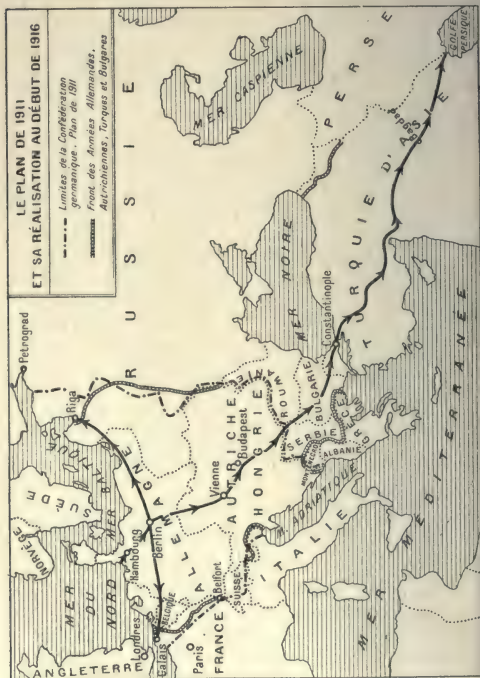 LE PLAN DE 1911
ET SA RÉALISATION AU DÉBUT DE 1916
Limites de la Confédération
germanique. Plan de 1911
Front des Armées Allemandes,
Autrichiennes, Turques et Bulgares
Petrograd
RUSSIE
Riga
NORVÈGE
SUÈDE
MER BALTIQUE
MER
DU
NORD
Hambourg
Berlin
ALLEMAGNE
ANGLETERRE
Londres
Calais
BELGIQUE
Paris
FRANCE
Belfort
SUISSE
Vienne
AUTRICHE
HONGRIE
Budapest
ROUMANIE
SERBIE
BULGARIE
ALBANIE
GRÈCE
ITALIE
M. ADRIATIQUE
MER
MÉDITERRANÉE
MER
NOIRE
Constantinople
TURQUIE D'ASIE
Bagdad
MER CASPIENNE
PERSE
GOLFE
PERSIQUE